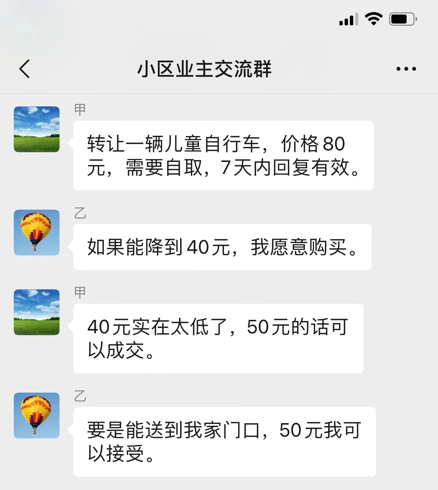 小区业主交流群
甲
转让一辆儿童自行车，价格80
元，需要自取，7天内回复有效。
乙
如果能降到40元，我愿意购买。
甲
40元实在太低了，50元的话可
以成交。
乙
要是能送到我家门口，50元我可
以接受。